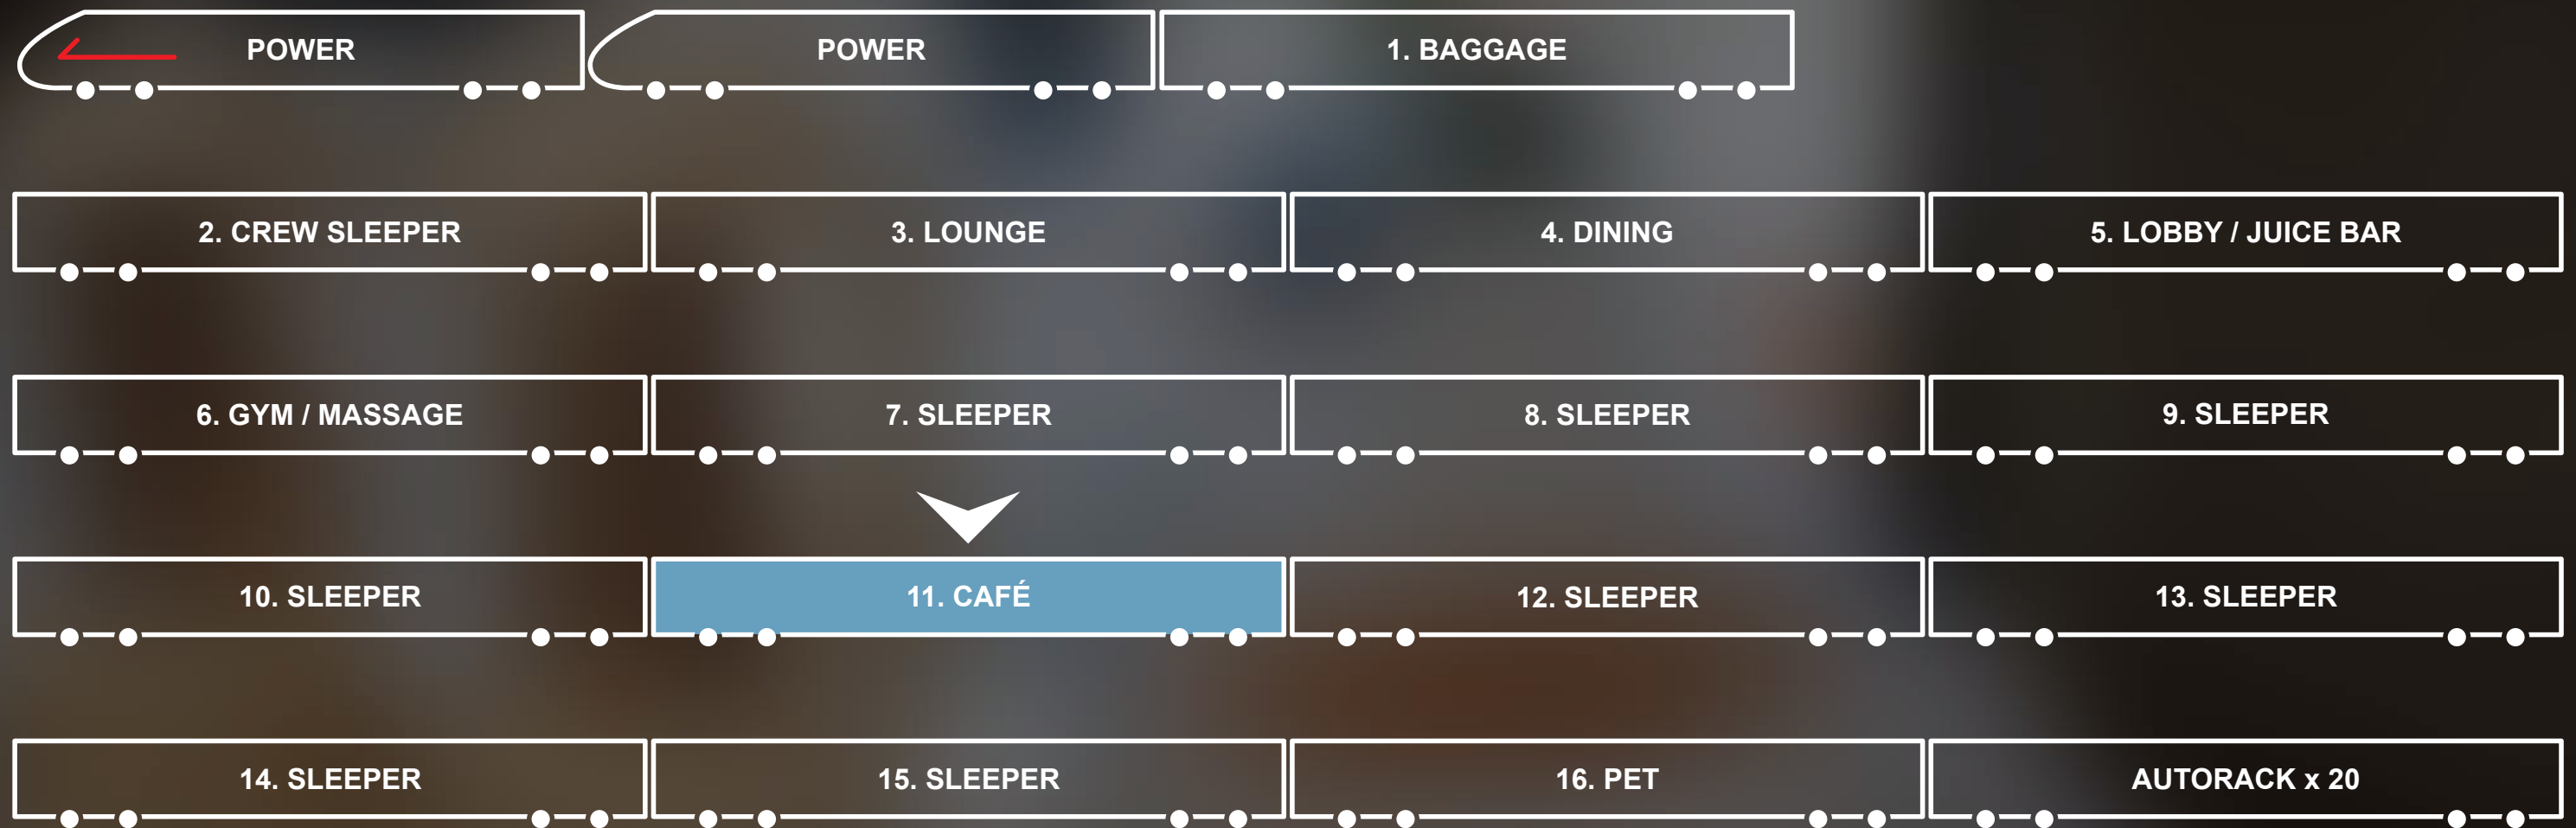 POWER
POWER
1. BAGGAGE
2. CREW SLEEPER
3. LOUNGE
4. DINING
5. LOBBY / JUICE BAR
6. GYM / MASSAGE
7. SLEEPER
8. SLEEPER
9. SLEEPER
10. SLEEPER
11. CAFÉ
12. SLEEPER
13. SLEEPER
14. SLEEPER
15. SLEEPER
16. PET
AUTORACK x 20